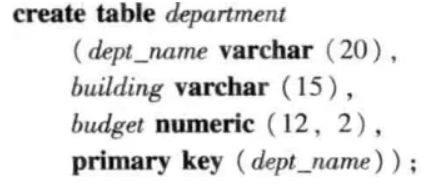 create table department
(dept_name varchar (20),
building varchar (15),
budget numeric (12, 2),
primary key (dept_name));